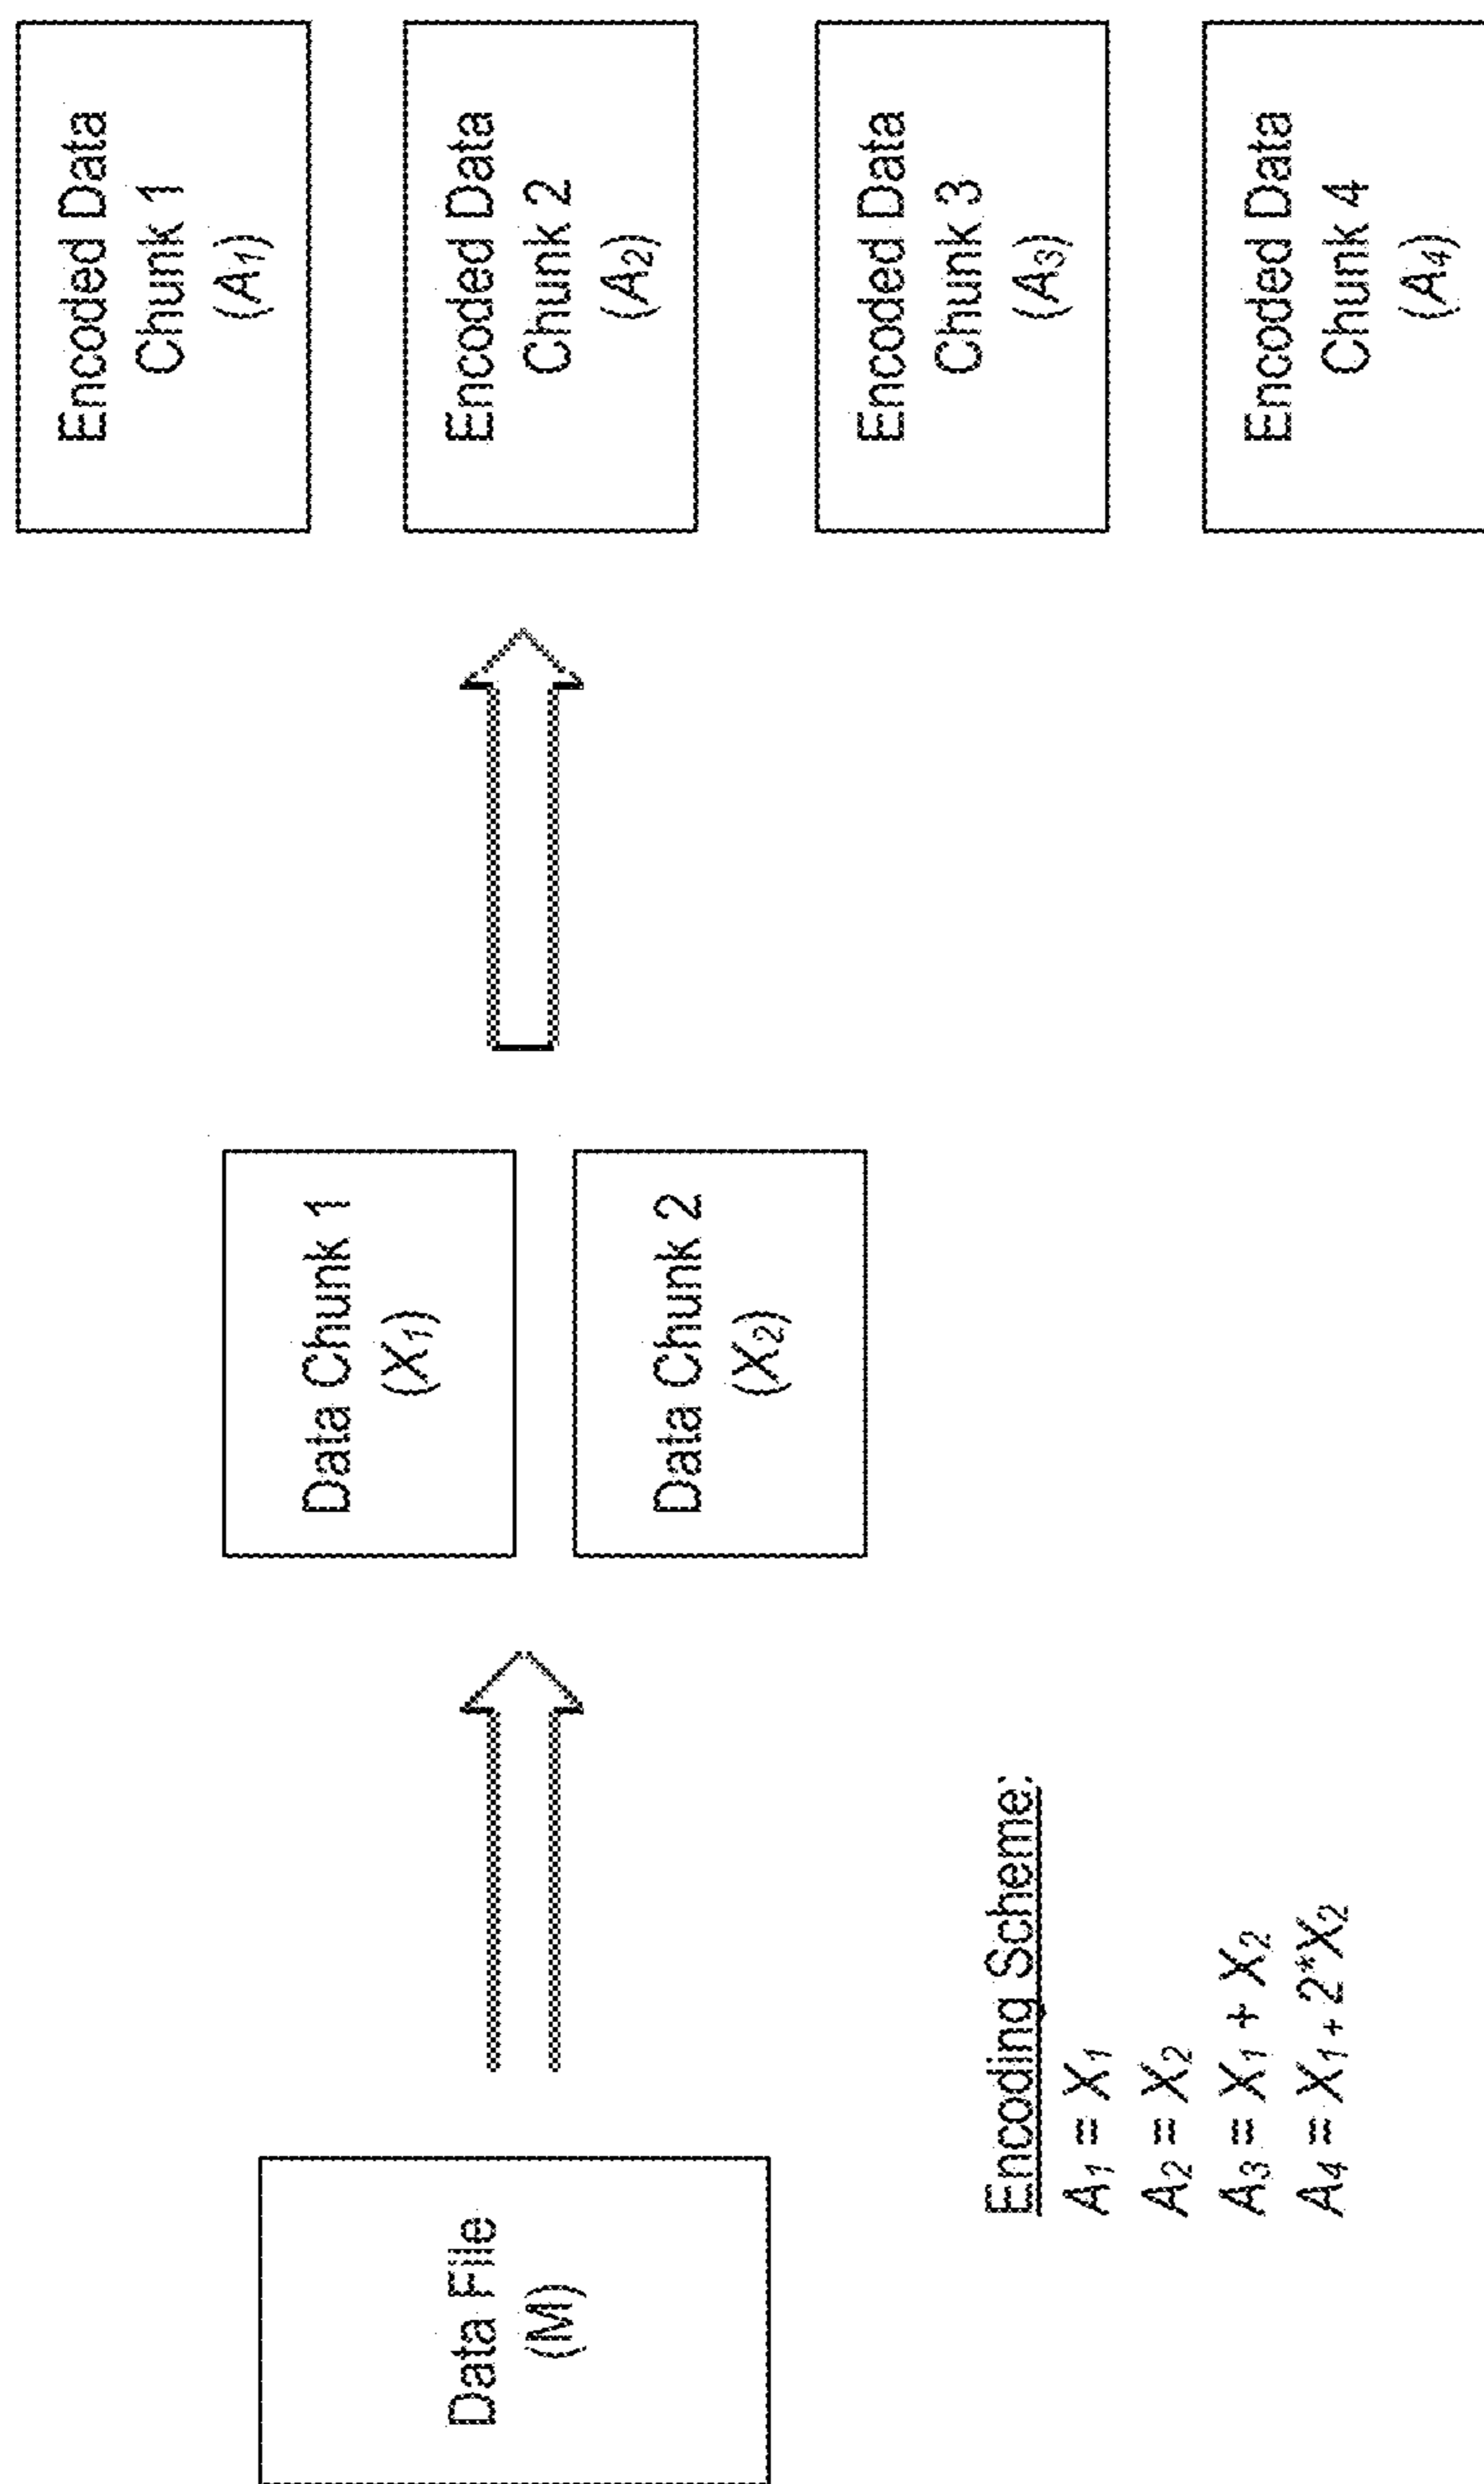 Data File
(M)
Data Chunk 1
(X₁)
Data Chunk 2
(X₂)
Encoded Data
Chunk 1
(A₁)
Encoded Data
Chunk 2
(A₂)
Encoded Data
Chunk 3
(A₃)
Encoded Data
Chunk 4
(A₄)
Encoding Scheme:
A₁ = X₁
A₂ = X₂
A₃ = X₁ + X₂
A₄ = X₁ + 2*X₂